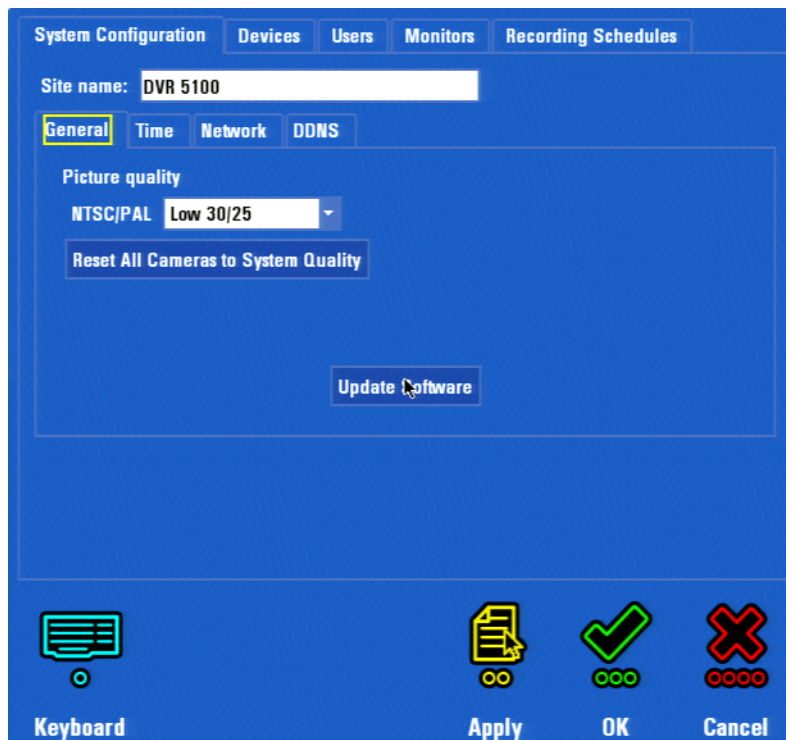 System Configuration Devices Users Monitors Recording Schedules
Site name: DVR 5100
General Time Network DDNS
Picture quality
NTSC/PAL Low 30/25
Reset All Cameras to System Quality
Update Software
Keyboard Apply OK Cancel